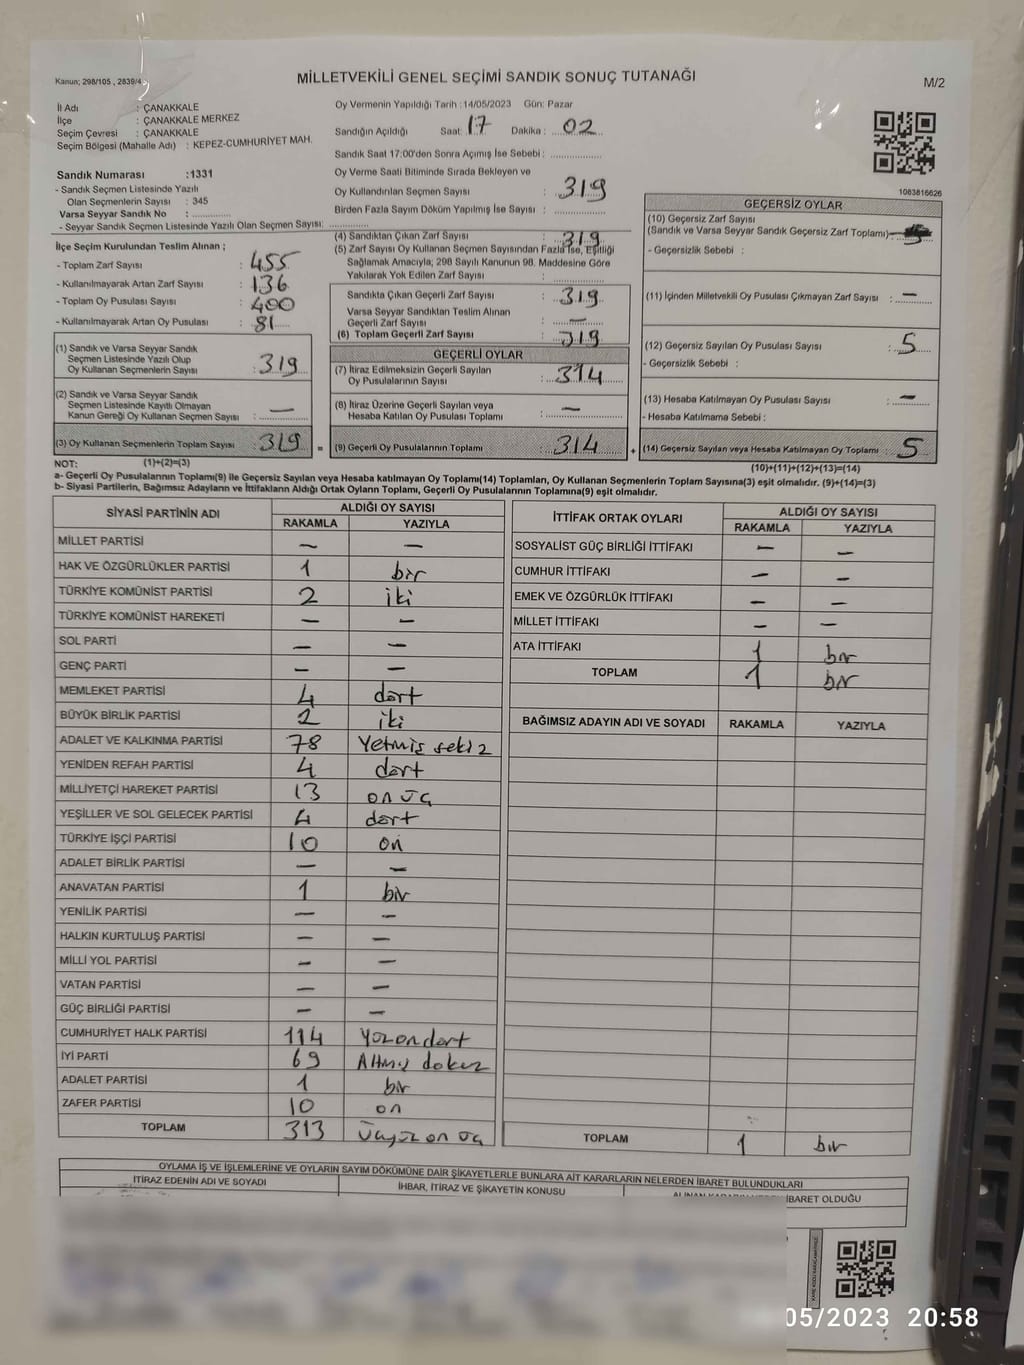 Kanun; 298/105 , 2839/4
MİLLETVEKİLİ GENEL SEÇİMİ SANDIK SONUÇ TUTANAĞI
M/2
İl Adı : ÇANAKKALE
İlçe : ÇANAKKALE MERKEZ
Seçim Çevresi : ÇANAKKALE
Seçim Bölgesi (Mahalle Adı) : KEPEZ-CUMHURİYET MAH.
Sandık Numarası :1331
- Sandık Seçmen Listesinde Yazılı
Olan Seçmenlerin Sayısı : 345
Varsa Seyyar Sandık No :
- Seyyar Sandık Seçmen Listesinde Yazılı Olan Seçmen Sayısı:
Oy Vermenin Yapıldığı Tarih :14/05/2023 Gün: Pazar
Sandığın Açıldığı Saat: 17 Dakika : 02
Sandık Saat 17:00'den Sonra Açımış İse Sebebi :
Oy Verme Saati Bitiminde Sırada Bekleyen ve
Oy Kullandırılan Seçmen Sayısı : 319
Birden Fazla Sayım Döküm Yapılmış İse Sayısı :
İlçe Seçim Kurulundan Teslim Alınan ;
- Toplam Zarf Sayısı : 455
- Kullanılmayarak Artan Zarf Sayısı : 136
- Toplam Oy Pusulası Sayısı : 400
- Kullanılmayarak Artan Oy Pusulası : 81
(1) Sandık ve Varsa Seyyar Sandık
Seçmen Listesinde Yazılı Olup
Oy Kullanan Seçmenlerin Sayısı : 319
(2) Sandık ve Varsa Seyyar Sandık
Seçmen Listesinde Kayıtlı Olmayan
Kanun Gereği Oy Kullanan Seçmen Sayısı : —
(3) Oy Kullanan Seçmenlerin Toplam Sayısı : 319
(4) Sandıktan Çıkan Zarf Sayısı : 319
(5) Zarf Sayısı Oy Kullanan Seçmen Sayısından Fazla İse, Eşitliği
Sağlamak Amacıyla; 298 Sayılı Kanunun 98. Maddesine Göre
Yakılarak Yok Edilen Zarf Sayısı :
Sandıkta Çıkan Geçerli Zarf Sayısı : 319
Varsa Seyyar Sandıktan Teslim Alınan
Geçerli Zarf Sayısı : —
(6) Toplam Geçerli Zarf Sayısı : 319
GEÇERLİ OYLAR
(7) İtiraz Edilmeksizin Geçerli Sayılan
Oy Pusulalarının Sayısı : 314
(8) İtiraz Üzerine Geçerli Sayılan veya
Hesaba Katılan Oy Pusulası Toplamı : —
= (9) Geçerli Oy Pusulalarının Toplamı : 314
1083816626
GEÇERSİZ OYLAR
(10) Geçersiz Zarf Sayısı
(Sandık ve Varsa Seyyar Sandık Geçersiz Zarf Toplamı) :
- Geçersizlik Sebebi :
(11) İçinden Milletvekili Oy Pusulası Çıkmayan Zarf Sayısı : —
(12) Geçersiz Sayılan Oy Pusulası Sayısı : 5
- Geçersizlik Sebebi :
(13) Hesaba Katılmayan Oy Pusulası Sayısı : —
- Hesaba Katılmama Sebebi :
+ (14) Geçersiz Sayılan veya Hesaba Katılmayan Oy Toplamı : 5
NOT: (1)+(2)=(3)
(10)+(11)+(12)+(13)=(14)
a- Geçerli Oy Pusulalarının Toplamı(9) ile Geçersiz Sayılan veya Hesaba katılmayan Oy Toplamı(14) Toplamları, Oy Kullanan Seçmenlerin Toplam Sayısına(3) eşit olmalıdır. (9)+(14)=(3)
b- Siyasi Partilerin, Bağımsız Adayların ve İttifakların Aldığı Ortak Oyların Toplamı, Geçerli Oy Pusulalarının Toplamına(9) eşit olmalıdır.
SİYASİ PARTİNİN ADI ALDIĞI OY SAYISI
RAKAMLA YAZIYLA
MİLLET PARTİSİ — —
HAK VE ÖZGÜRLÜKLER PARTİSİ 1 bir
TÜRKİYE KOMÜNİST PARTİSİ 2 iki
TÜRKİYE KOMÜNİST HAREKETİ — —
SOL PARTİ — —
GENÇ PARTİ — —
MEMLEKET PARTİSİ 4 dört
BÜYÜK BİRLİK PARTİSİ 2 iki
ADALET VE KALKINMA PARTİSİ 78 Yetmiş sekiz
YENİDEN REFAH PARTİSİ 4 dört
MİLLİYETÇİ HAREKET PARTİSİ 13 on üç
YEŞİLLER VE SOL GELECEK PARTİSİ 4 dört
TÜRKİYE İŞÇİ PARTİSİ 10 on
ADALET BİRLİK PARTİSİ — —
ANAVATAN PARTİSİ 1 bir
YENİLİK PARTİSİ — —
HALKIN KURTULUŞ PARTİSİ — —
MİLLİ YOL PARTİSİ — —
VATAN PARTİSİ — —
GÜÇ BİRLİĞİ PARTİSİ — —
CUMHURİYET HALK PARTİSİ 114 Yüz on dört
İYİ PARTİ 69 Altmış dokuz
ADALET PARTİSİ 1 bir
ZAFER PARTİSİ 10 on
TOPLAM 313 Üçyüz on üç
İTTİFAK ORTAK OYLARI ALDIĞI OY SAYISI
RAKAMLA YAZIYLA
SOSYALİST GÜÇ BİRLİĞİ İTTİFAKI — —
CUMHUR İTTİFAKI — —
EMEK VE ÖZGÜRLÜK İTTİFAKI — —
MİLLET İTTİFAKI — —
ATA İTTİFAKI 1 bir
TOPLAM 1 bir
BAĞIMSIZ ADAYIN ADI VE SOYADI RAKAMLA YAZIYLA
TOPLAM 1 bir
OYLAMA İŞ VE İŞLEMLERİNE VE OYLARIN SAYIM DÖKÜMÜNE DAİR ŞİKAYETLERLE BUNLARA AİT KARARLARIN NELERDEN İBARET BULUNDUKLARI
İTİRAZ EDENİN ADI VE SOYADI
İHBAR, İTİRAZ VE ŞİKAYETİN KONUSU
İBARET OLDUĞU
05/2023 20:58